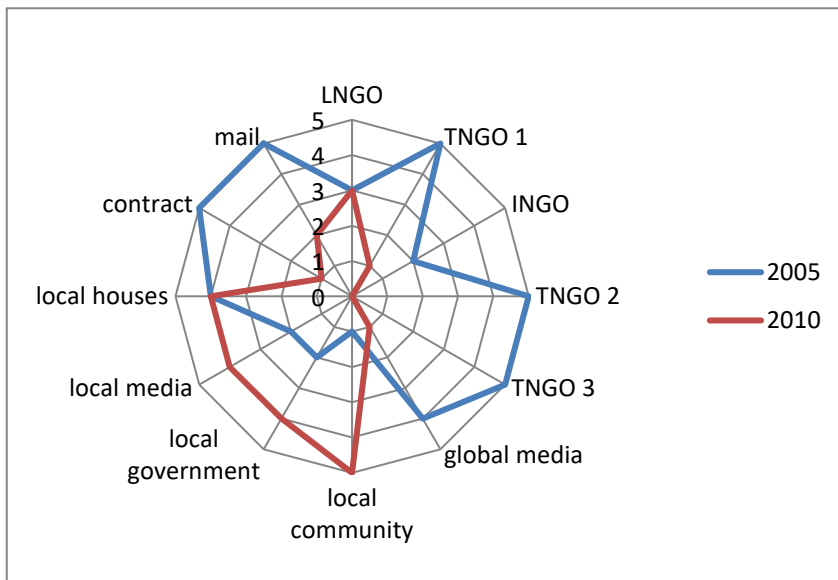 LNGO
TNGO 1
INGO
TNGO 2
TNGO 3
global media
local
community
local
government
local media
local houses
contract
mail
5
4
3
2
1
0
2005
2010